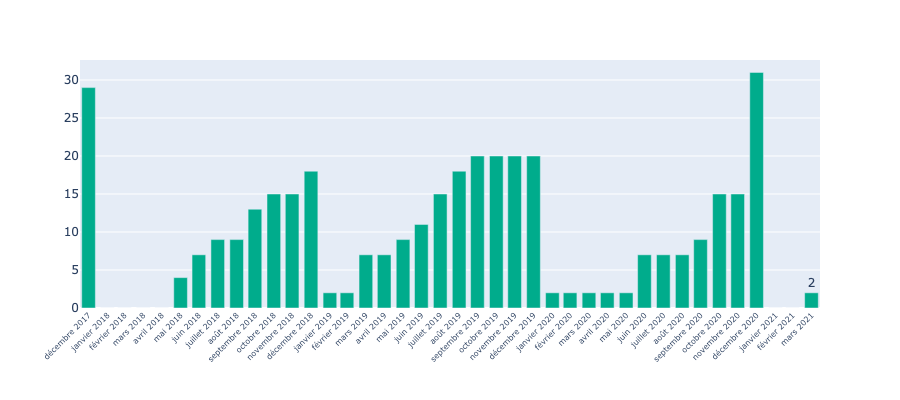 30
25
20
15
10
5
0
2
décembre 2017
janvier 2018
février 2018
mars 2018
avril 2018
mai 2018
juin 2018
juillet 2018
août 2018
septembre 2018
octobre 2018
novembre 2018
décembre 2018
janvier 2019
février 2019
mars 2019
avril 2019
mai 2019
juin 2019
juillet 2019
août 2019
septembre 2019
octobre 2019
novembre 2019
décembre 2019
janvier 2020
février 2020
mars 2020
avril 2020
mai 2020
juin 2020
juillet 2020
août 2020
septembre 2020
octobre 2020
novembre 2020
décembre 2020
janvier 2021
février 2021
mars 2021